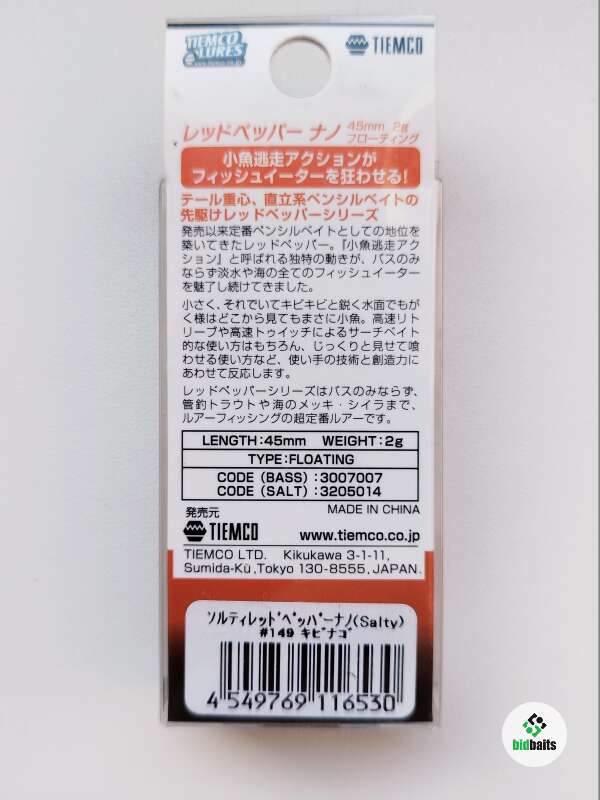 TIEMCO
LURES
TIEMCO
レッドペッパー ナノ 45mm 2g
フローティング
小魚逃走アクションが
フィッシュイーターを狂わせる!
テール重心、直立系ペンシルベイトの
先駆けレッドペッパーシリーズ
発売以来定番ペンシルベイトとしての地位を
築いてきたレッドペッパー。『小魚逃走アク
ション』と呼ばれる独特の動きが、バスのみ
ならず淡水や海の全てのフィッシュイーター
を魅了し続けてきました。
小さく、それでいてキビキビと鋭く水面でもが
く様はどこから見てもまさに小魚。高速リト
リーブや高速トゥイッチによるサーチベイト
的な使い方はもちろん、じっくりと見せて喰
わせる使い方など、使い手の技術と創造力に
あわせて反応します。
レッドペッパーシリーズはバスのみならず、
管釣トラウトや海のメッキ・シイラまで、
ルアーフィッシングの超定番ルアーです。
LENGTH:45mm WEIGHT:2g
TYPE:FLOATING
CODE (BASS) :3007007
CODE (SALT) :3205014
発売元 MADE IN CHINA
TIEMCO www.tiemco.co.jp
TIEMCO LTD. Kikukawa 3-1-11,
Sumida-Ku,Tokyo 130-8555,JAPAN.
ソルティレッドペッパーナノ(Salty)
#149 キビナゴ
4 549769 116530
bidbaits